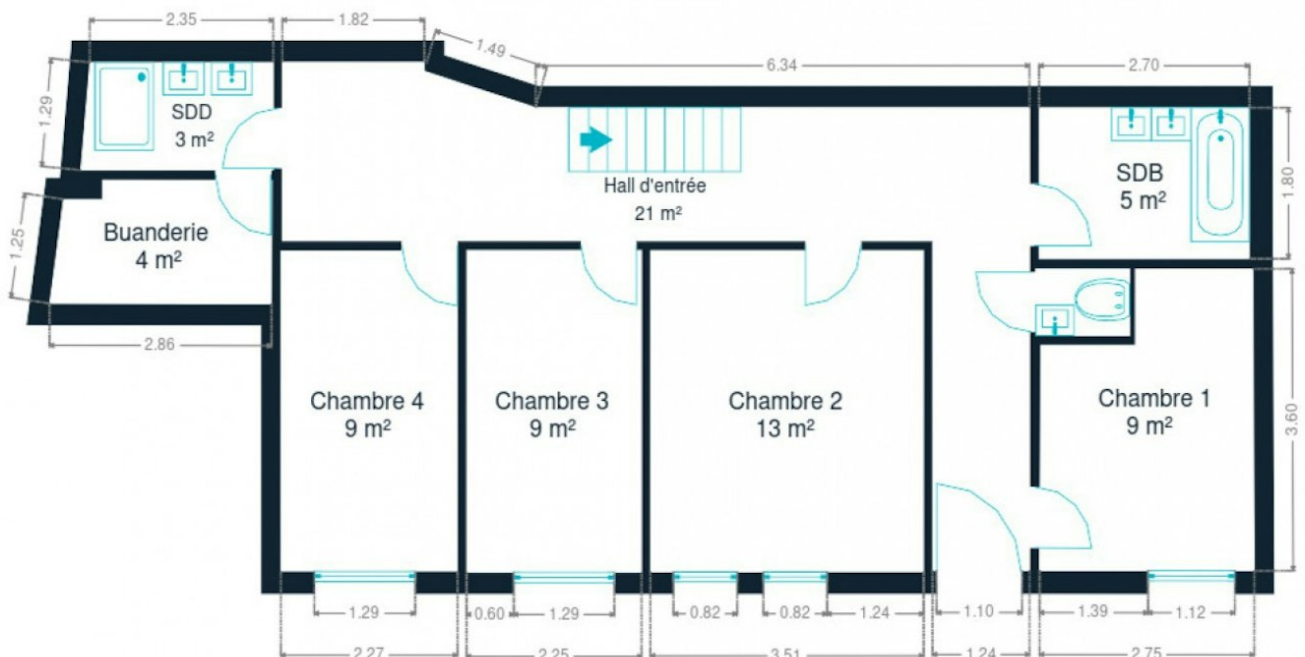 2.35
1.82
1.49
6.34
2.70
1.29
SDD
3 m²
1.80
SDB
5 m²
Hall d'entrée
21 m²
1.25
Buanderie
4 m²
2.86
Chambre 4
9 m²
Chambre 3
9 m²
Chambre 2
13 m²
Chambre 1
9 m²
3.60
1.29
0.60
1.29
0.82
0.82
1.24
1.10
1.39
1.12
2.27
2.25
3.51
1.24
2.75